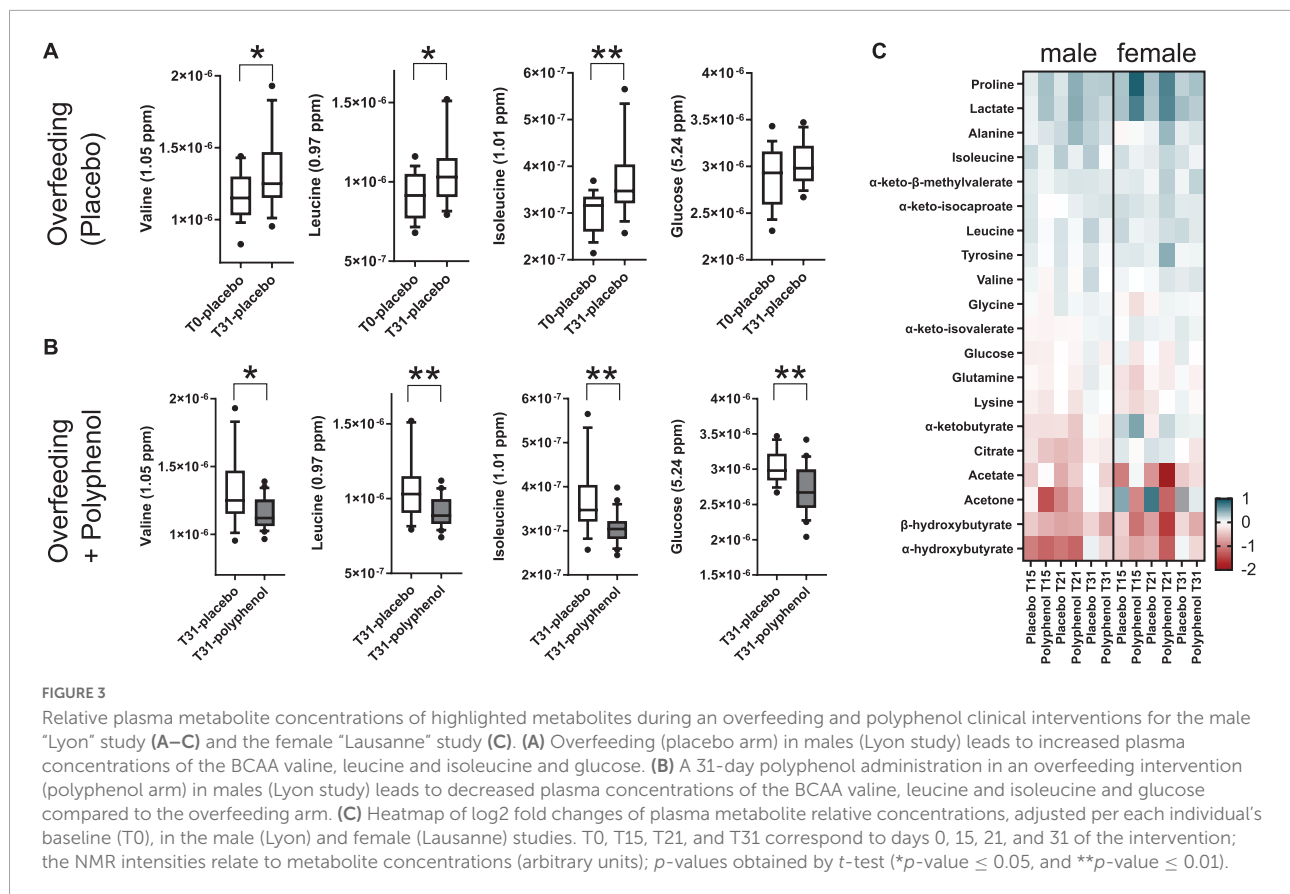 A
Overfeeding
(Placebo)
*
Valine (1.05 ppm)
2×10⁻⁶
1×10⁻⁶
T0-placebo
T31-placebo
*
Leucine (0.97 ppm)
1.5×10⁻⁶
1×10⁻⁶
5×10⁻⁷
T0-placebo
T31-placebo
**
Isoleucine (1.01 ppm)
6×10⁻⁷
5×10⁻⁷
4×10⁻⁷
3×10⁻⁷
2×10⁻⁷
T0-placebo
T31-placebo
Glucose (5.24 ppm)
4×10⁻⁶
3×10⁻⁶
2×10⁻⁶
2×10⁻⁶
T0-placebo
T31-placebo
B
Overfeeding
+ Polyphenol
*
Valine (1.05 ppm)
2×10⁻⁶
1.5×10⁻⁶
1×10⁻⁶
T31-placebo
T31-polyphenol
**
Leucine (0.97 ppm)
1.5×10⁻⁶
1×10⁻⁶
5×10⁻⁷
T31-placebo
T31-polyphenol
**
Isoleucine (1.01 ppm)
6×10⁻⁷
5×10⁻⁷
4×10⁻⁷
3×10⁻⁷
2×10⁻⁷
T31-placebo
T31-polyphenol
**
Glucose (5.24 ppm)
4×10⁻⁶
3×10⁻⁶
3×10⁻⁶
2×10⁻⁶
1.5×10⁻⁶
T31-placebo
T31-polyphenol
C
male female
Proline
Lactate
Alanine
Isoleucine
α-keto-β-methylvalerate
α-keto-isocaproate
Leucine
Tyrosine
Valine
Glycine
α-keto-isovalerate
Glucose
Glutamine
Lysine
α-ketobutyrate
Citrate
Acetate
Acetone
β-hydroxybutyrate
α-hydroxybutyrate
Placebo T15
Polyphenol T15
Placebo T21
Polyphenol T21
Placebo T31
Polyphenol T31
Placebo T15
Polyphenol T15
Placebo T21
Polyphenol T21
Placebo T31
Polyphenol T31
1
0
-1
-2
FIGURE 3
Relative plasma metabolite concentrations of highlighted metabolites during an overfeeding and polyphenol clinical interventions for the male
"Lyon" study (A–C) and the female "Lausanne" study (C). (A) Overfeeding (placebo arm) in males (Lyon study) leads to increased plasma
concentrations of the BCAA valine, leucine and isoleucine and glucose. (B) A 31-day polyphenol administration in an overfeeding intervention
(polyphenol arm) in males (Lyon study) leads to decreased plasma concentrations of the BCAA valine, leucine and isoleucine and glucose
compared to the overfeeding arm. (C) Heatmap of log2 fold changes of plasma metabolite relative concentrations, adjusted per each individual's
baseline (T0), in the male (Lyon) and female (Lausanne) studies. T0, T15, T21, and T31 correspond to days 0, 15, 21, and 31 of the intervention;
the NMR intensities relate to metabolite concentrations (arbitrary units); p-values obtained by t-test (*p-value ≤ 0.05, and **p-value ≤ 0.01).